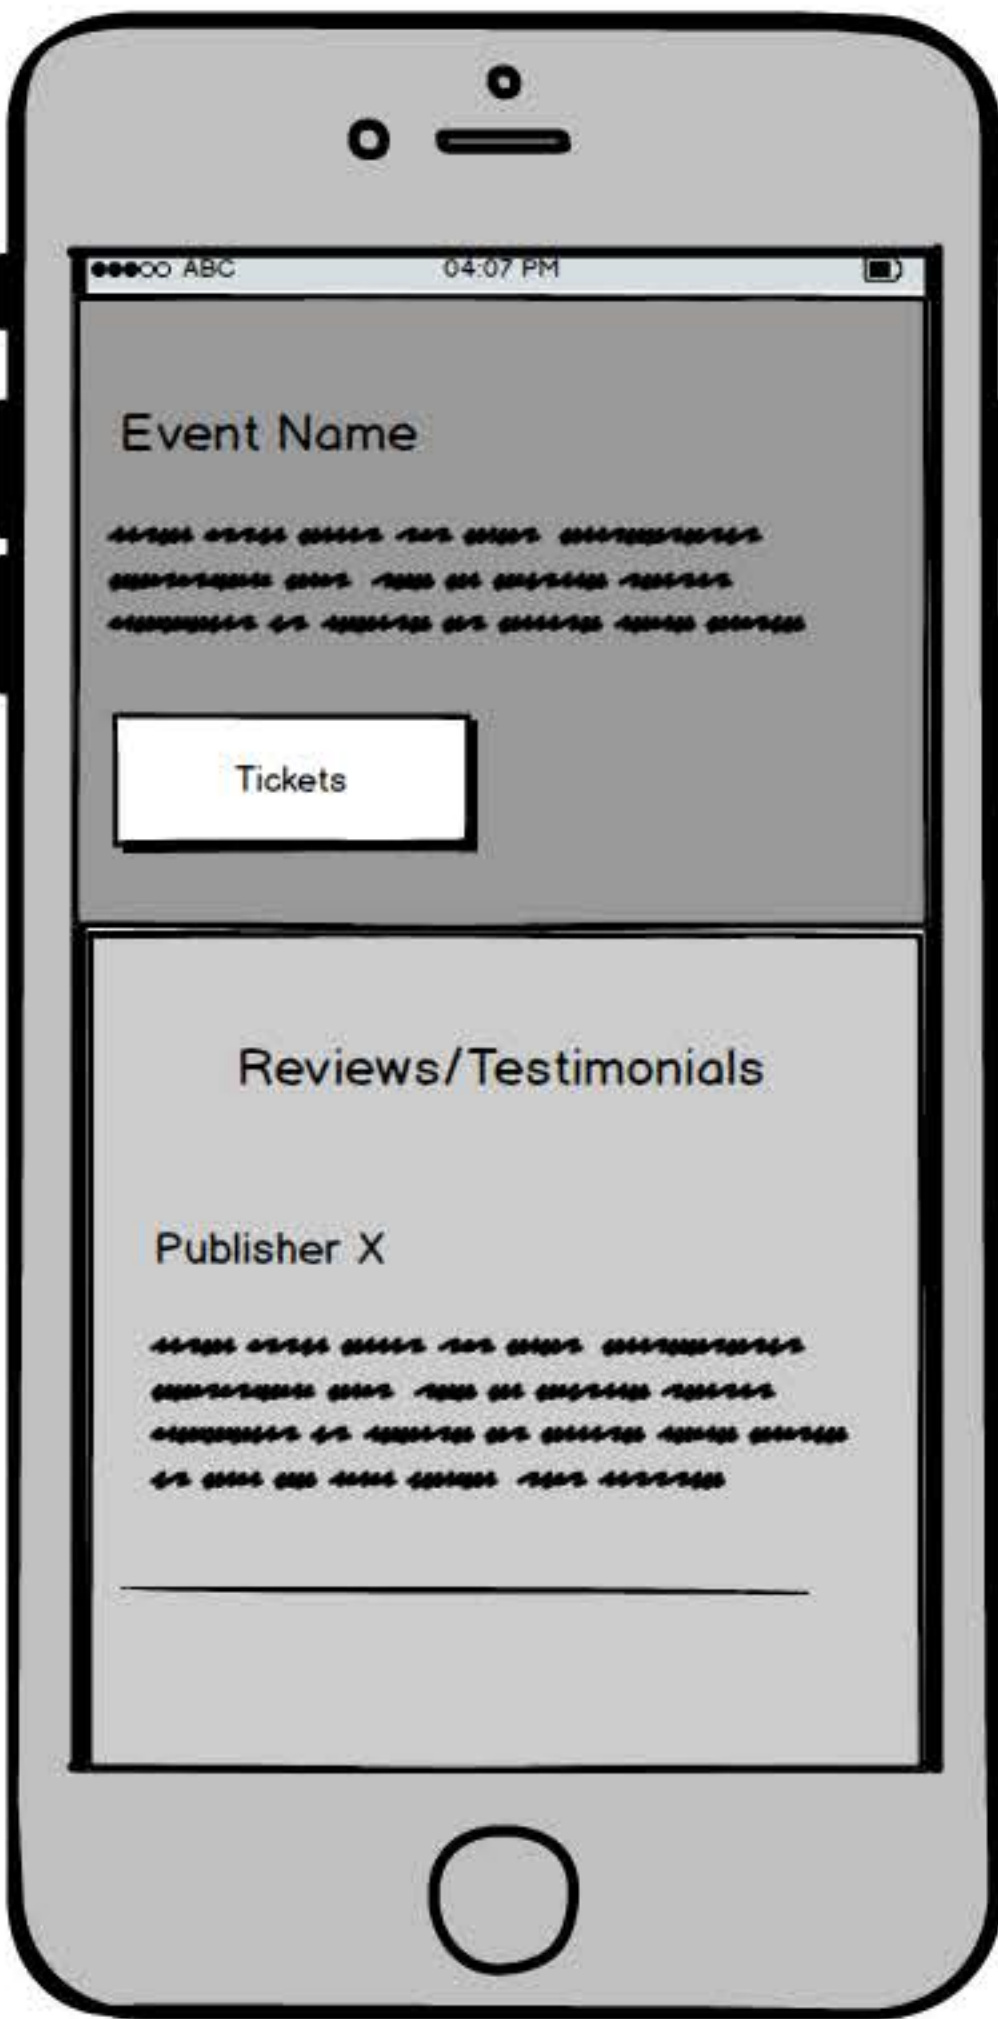 ABC 04:07 PM
Event Name
Tickets
Reviews/Testimonials
Publisher X